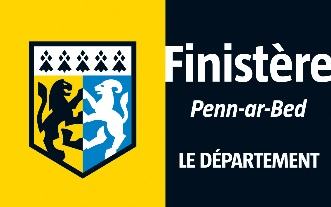 Finistère
Penn-ar-Bed
LE DÉPARTEMENT